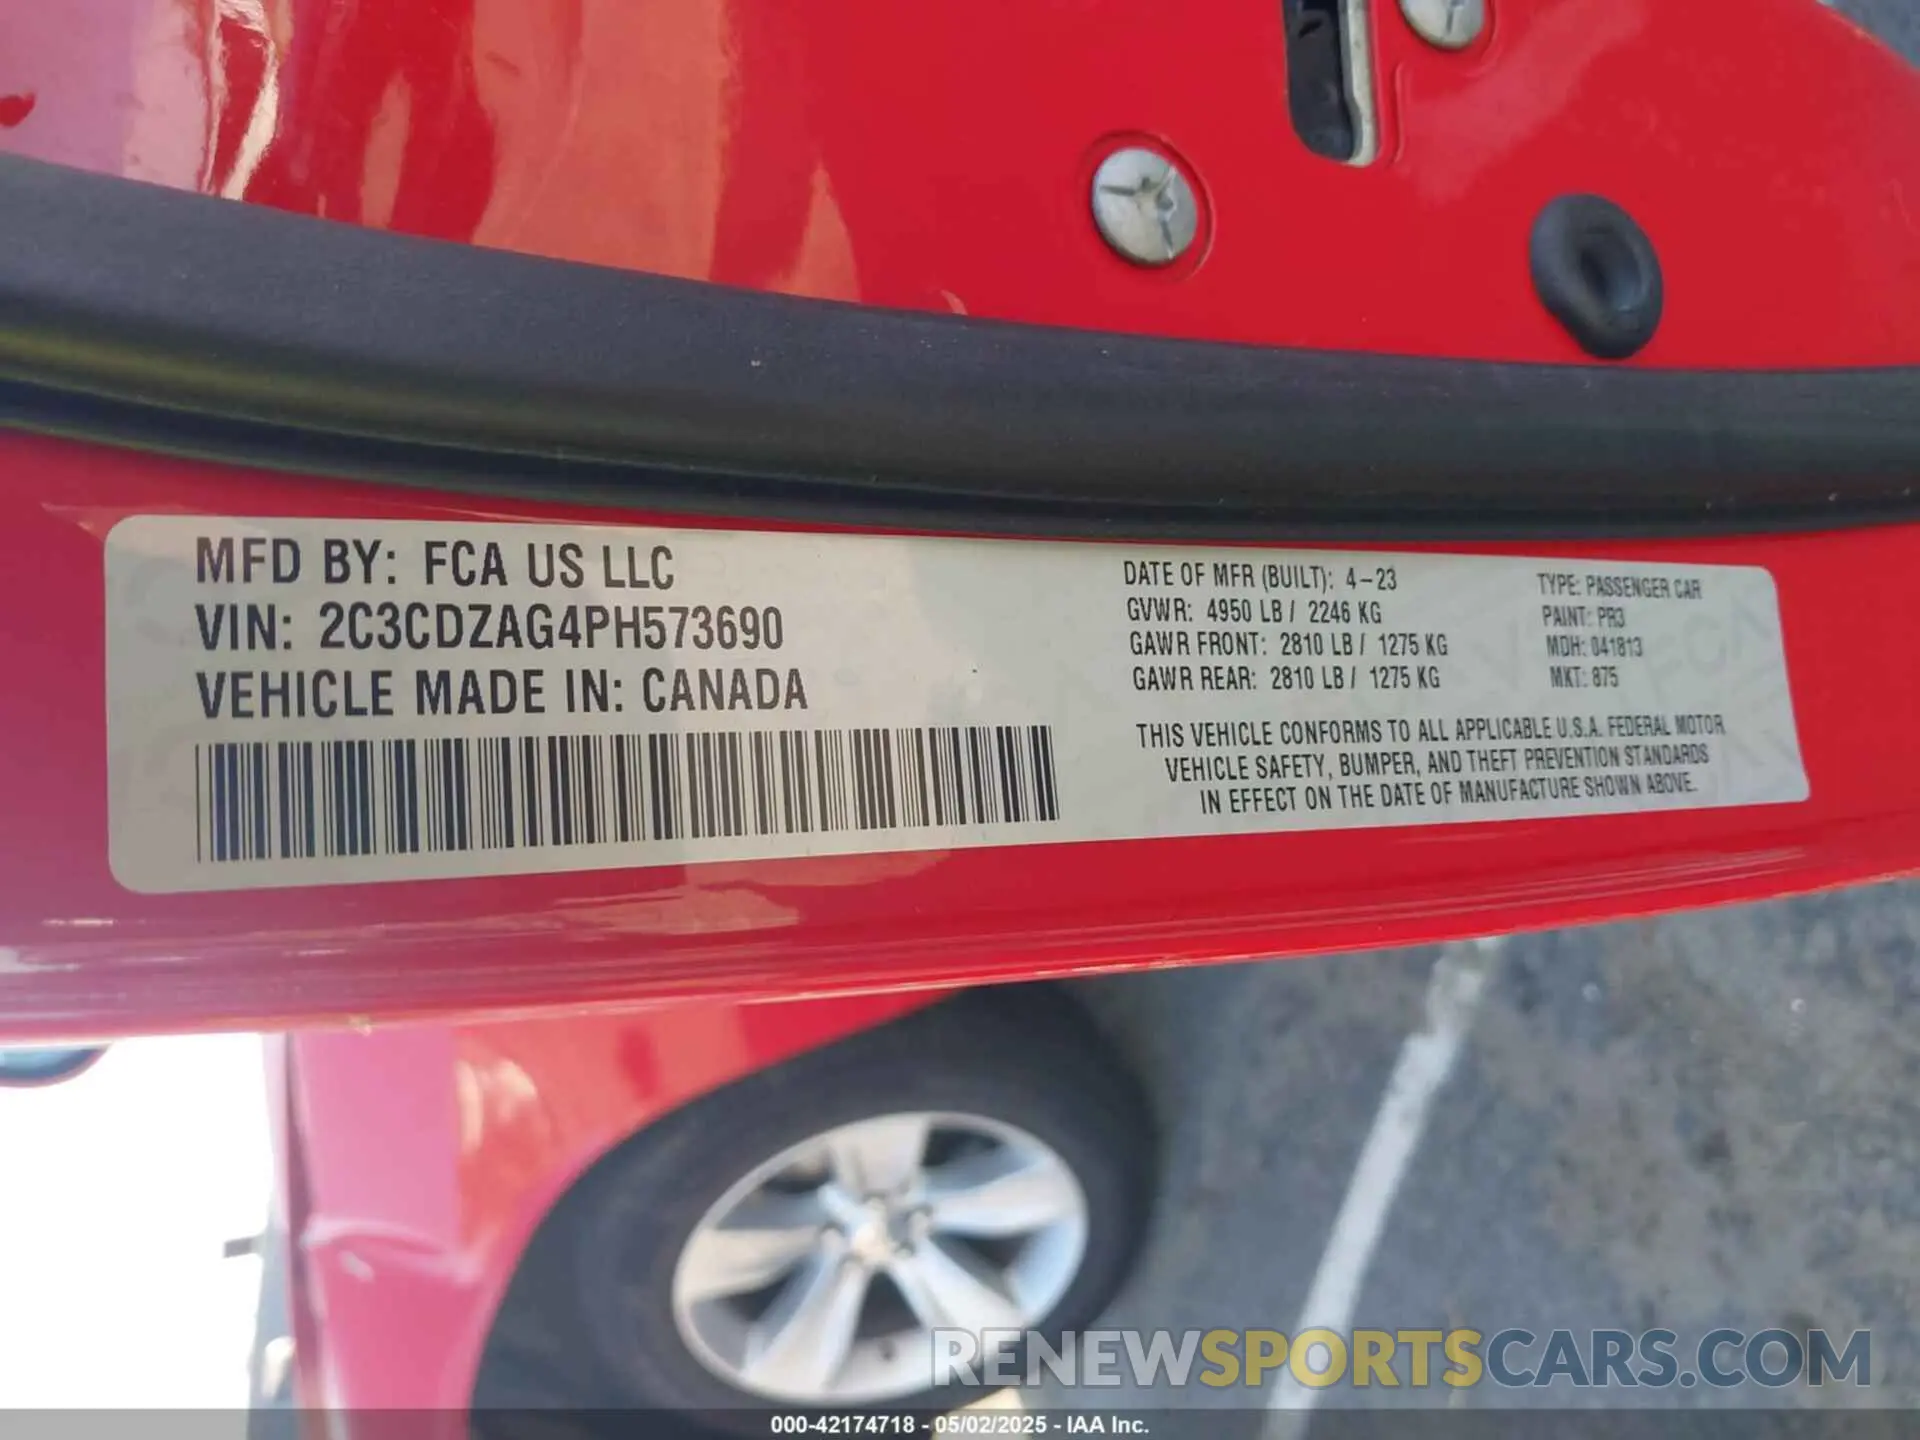 MFD BY: FCA US LLC
VIN: 2C3CDZAG4PH573690
VEHICLE MADE IN: CANADA
DATE OF MFR (BUILT): 4-23
GVWR: 4950 LB / 2246 KG
GAWR FRONT: 2810 LB / 1275 KG
GAWR REAR: 2810 LB / 1275 KG
TYPE: PASSENGER CAR
PAINT: PR3
MDH: 041813
MKT: 875
THIS VEHICLE CONFORMS TO ALL APPLICABLE U.S.A. FEDERAL MOTOR
VEHICLE SAFETY, BUMPER, AND THEFT PREVENTION STANDARDS
IN EFFECT ON THE DATE OF MANUFACTURE SHOWN ABOVE.
RENEWSPORTSCARS.COM
000-42174718 - 05/02/2025 - IAA Inc.